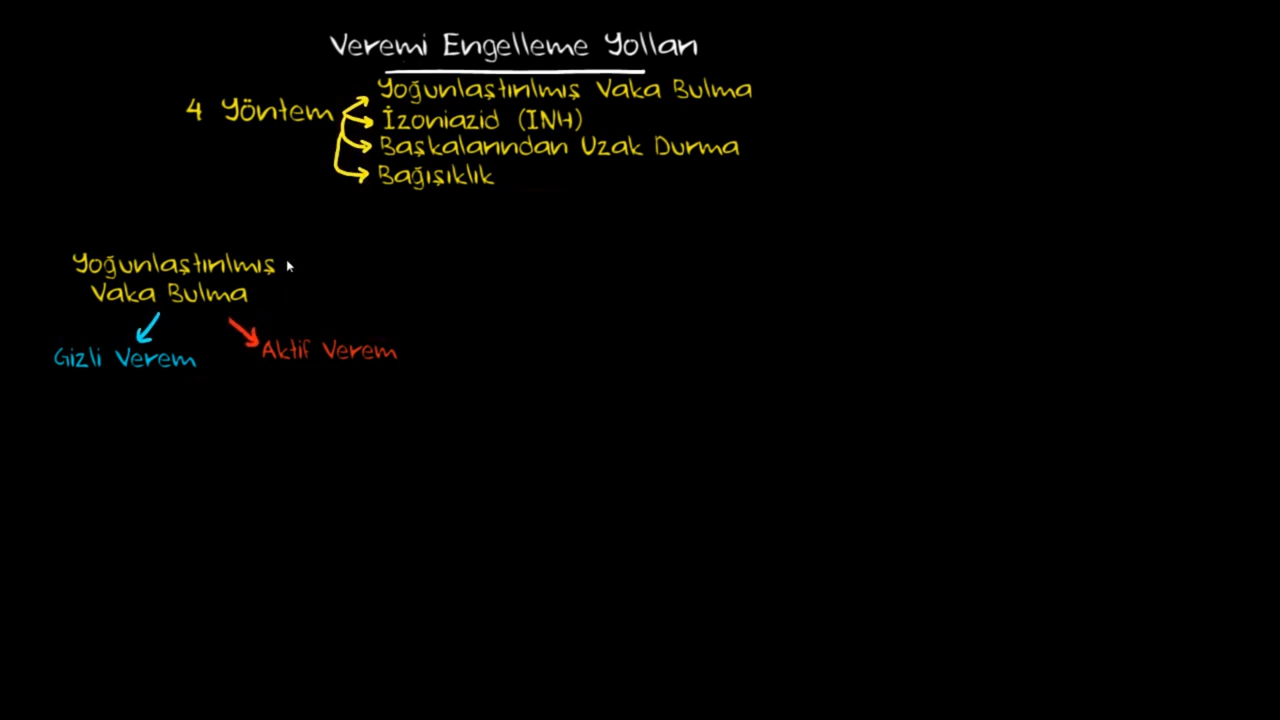 Veremi Engelleme Yolları
4 Yöntem
Yoğunlaştırılmış Vaka Bulma
İzoniazid (INH)
Başkalarından Uzak Durma
Bağışıklık
Yoğunlaştırılmış
Vaka Bulma
Gizli Verem
Aktif Verem